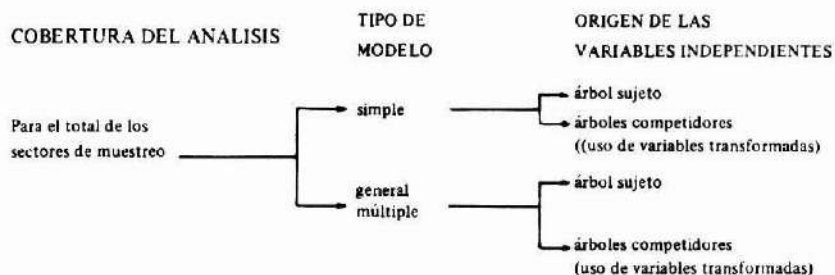 COBERTURA DEL ANALISIS
TIPO DE
MODELO
ORIGEN DE LAS
VARIABLES INDEPENDIENTES
Para el total de los
sectores de muestreo
simple
árbol sujeto
árboles competidores
((uso de variables transformadas)
general
múltiple
árbol sujeto
árboles competidores
(uso de variables transformadas)